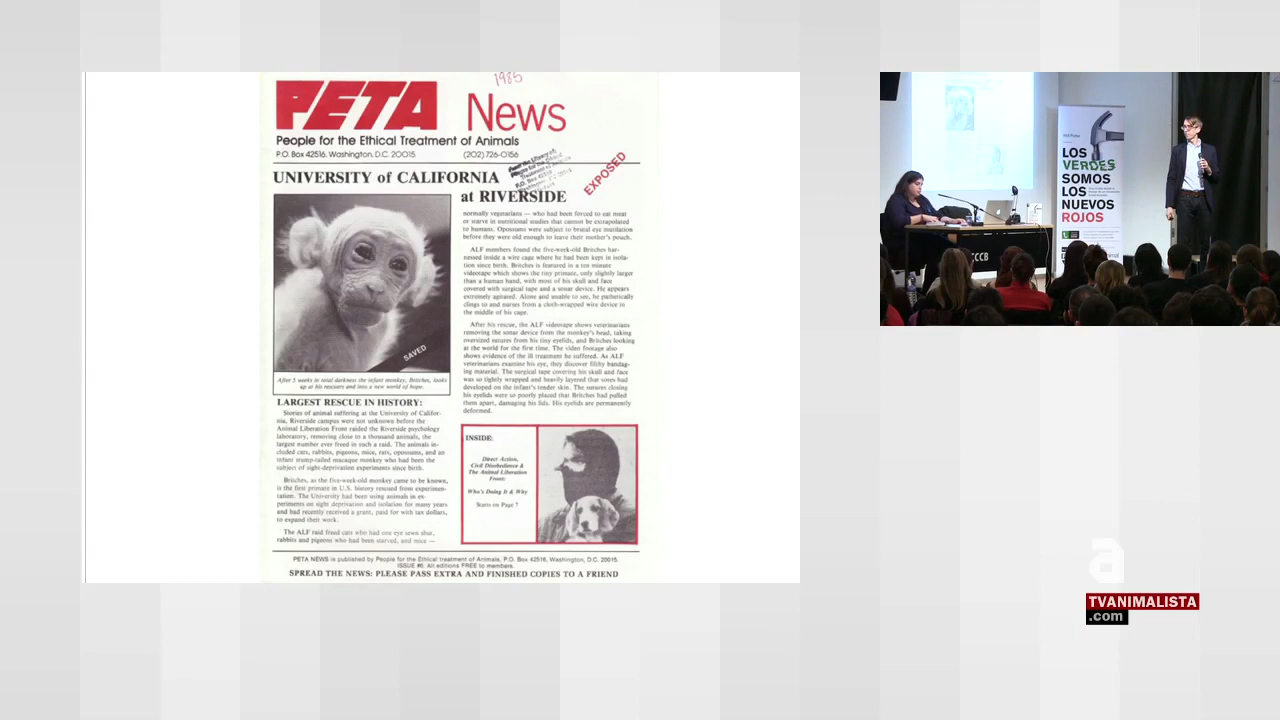 1985
PETA News
People for the Ethical Treatment of Animals
P.O. Box 42516, Washington, D.C. 20015 (202) 726-0156
EXPOSED
UNIVERSITY of CALIFORNIA
at RIVERSIDE
SAVED
After 5 weeks in total darkness the infant monkey, Britches, looks
up at his rescuers and into a new world of hope.
LARGEST RESCUE IN HISTORY:
Stories of animal suffering at the University of Califor-
nia, Riverside campus were not unknown before the
Animal Liberation Front raided the Riverside psychology
laboratory, removing close to a thousand animals, the
largest number ever freed in such a raid. The animals in-
cluded cats, rabbits, pigeons, mice, rats, opossums, and an
infant stump-tailed macaque monkey who had been the
subject of sight-deprivation experiments since birth.
Britches, as the five-week-old monkey came to be known,
is the first primate in U.S. history rescued from experimen-
tation. The University had been using animals in ex-
periments on sight deprivation and isolation for many years
and had recently received a grant, paid for with tax dollars,
to expand their work.
The ALF raid freed cats who had one eye sewn shut,
rabbits and pigeons who had been starved, and mice —
normally vegetarians — who had been forced to eat meat
or starve in nutritional studies that cannot be extrapolated
to humans. Opossums were subject to brutal eye mutilation
before they were old enough to leave their mother's pouch.
ALF members found the five-week-old Britches har-
nessed inside a wire cage where he had been kept in isola-
tion since birth. Britches is featured in a ten minute
videotape which shows the tiny primate, only slightly larger
than a human hand, with most of his skull and face
covered with surgical tape and a sonar device. He appears
extremely agitated. Alone and unable to see, he pathetically
clings to and nurses from a cloth-wrapped wire device in
the middle of his cage.
After his rescue, the ALF videotape shows veterinarians
removing the sonar device from the monkey's head, taking
oversized sutures from his tiny eyelids, and Britches looking
at the world for the first time. The video footage also
shows evidence of the ill treatment he suffered. As ALF
veterinarians examine his eye, they discover filthy bandag-
ing material. The surgical tape covering his skull and face
was so tightly wrapped and heavily layered that sores had
developed on the infant's tender skin. The sutures closing
his eyelids were so poorly placed that Britches had pulled
them apart, damaging his lids. His eyelids are permanently
deformed.
INSIDE:
Direct Action,
Civil Disobedience &
The Animal Liberation
Front:
Who's Doing It & Why
Starts on Page 7
PETA NEWS is published by People for the Ethical treatment of Animals, P.O. Box 42516, Washington, D.C. 20015.
ISSUE #6. All editions FREE to members.
SPREAD THE NEWS: PLEASE PASS EXTRA AND FINISHED COPIES TO A FRIEND
LOS
VERDES
SOMOS
LOS
NUEVOS
ROJOS
CCCB
a
TVANIMALISTA
.com